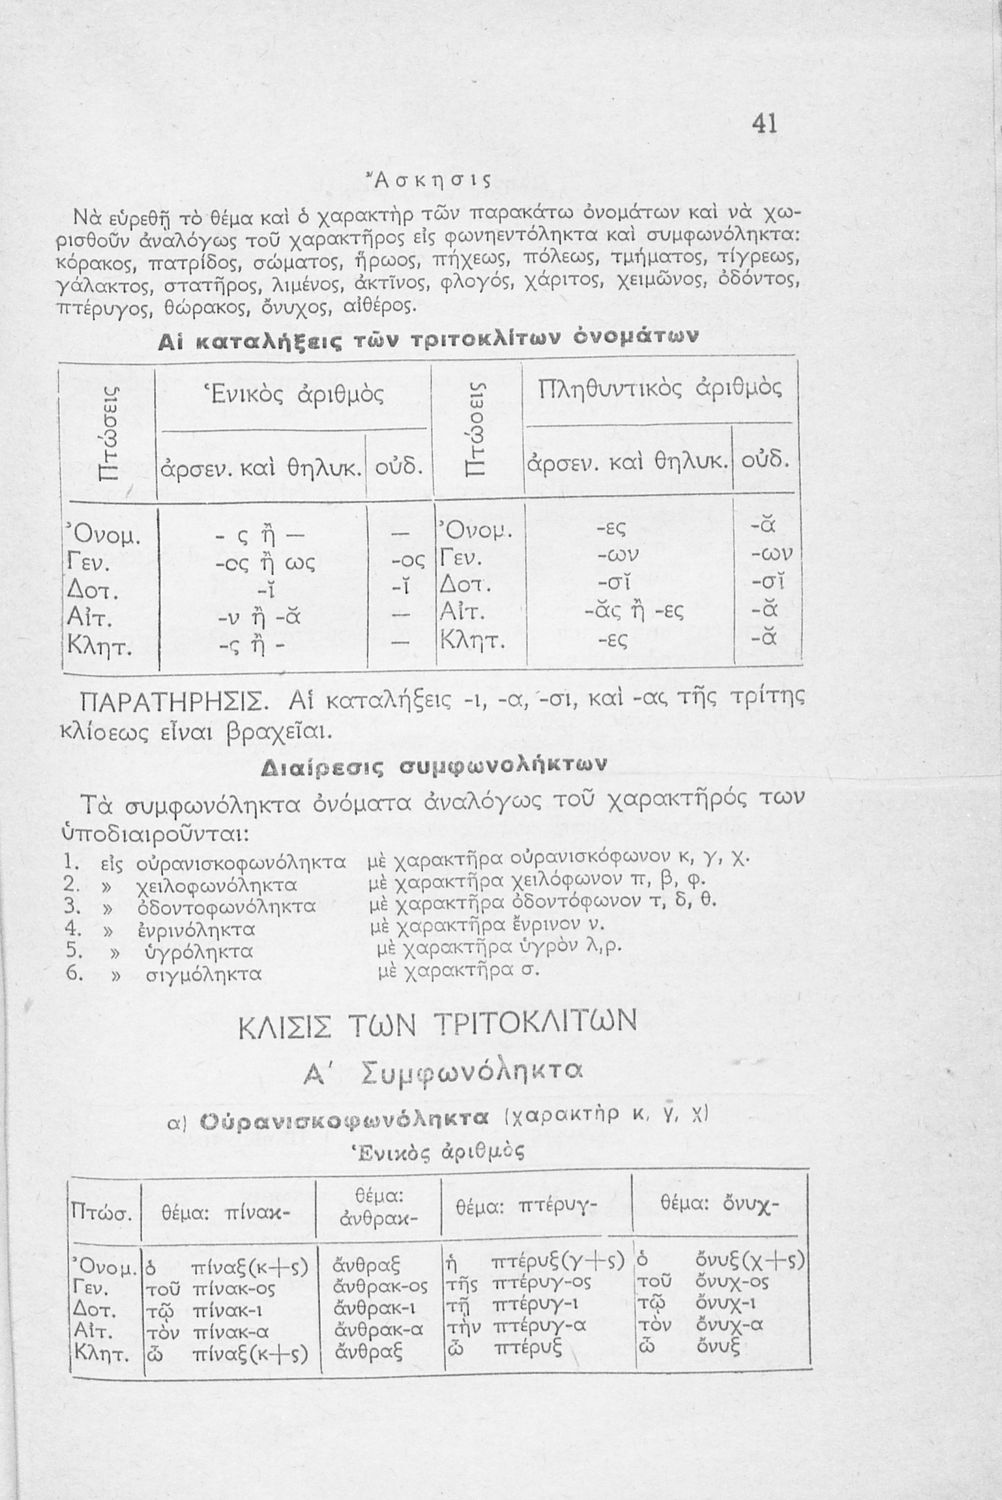 41
Ἄσκησις
Νὰ εὑρεθῇ τὸ θέμα καὶ ὁ χαρακτὴρ τῶν παρακάτω ὀνομάτων καὶ νὰ χω-
ρισθοῦν ἀναλόγως τοῦ χαρακτῆρος εἰς φωνηεντόληκτα καὶ συμφωνόληκτα:
κόρακος, πατρίδος, σώματος, ἥρωος, πήχεως, πόλεως, τμήματος, τίγρεως,
γάλακτος, στατῆρος, λιμένος, ἀκτῖνος, φλογός, χάριτος, χειμῶνος, ὀδόντος,
πτέρυγος, θώρακος, ὄνυχος, αἰθέρος.
Αἱ καταλήξεις τῶν τριτοκλίτων ὀνομάτων
Πτώσεις Ἑνικὸς ἀριθμὸς Πτώσεις Πληθυντικὸς ἀριθμὸς
ἀρσεν. καὶ θηλυκ. οὐδ. ἀρσεν. καὶ θηλυκ. οὐδ.
Ὀνομ. - ς ἢ — — Ὀνομ. -ες -ᾰ
Γεν. -ος ἢ ως -ος Γεν. -ων -ων
Δοτ. -ῐ -ῐ Δοτ. -σῐ -σῐ
Αἰτ. -ν ἢ -ᾰ — Αἰτ. -ᾰς ἢ -ες -ᾰ
Κλητ. -ς ἢ - — Κλητ. -ες -ᾰ
ΠΑΡΑΤΗΡΗΣΙΣ. Αἱ καταλήξεις -ι, -α, -σι, καὶ -ας τῆς τρίτης
κλίσεως εἶναι βραχεῖαι.
Διαίρεσις συμφωνολήκτων
Τὰ συμφωνόληκτα ὀνόματα ἀναλόγως τοῦ χαρακτῆρός των
ὑποδιαιροῦνται:
1. εἰς οὐρανισκοφωνόληκτα μὲ χαρακτῆρα οὐρανισκόφωνον κ, γ, χ.
2. » χειλοφωνόληκτα μὲ χαρακτῆρα χειλόφωνον π, β, φ.
3. » ὀδοντοφωνόληκτα μὲ χαρακτῆρα ὀδοντόφωνον τ, δ, θ.
4. » ἐνρινόληκτα μὲ χαρακτῆρα ἔνρινον ν.
5. » ὑγρόληκτα μὲ χαρακτῆρα ὑγρὸν λ,ρ.
6. » σιγμόληκτα μὲ χαρακτῆρα σ.
ΚΛΙΣΙΣ ΤΩΝ ΤΡΙΤΟΚΛΙΤΩΝ
Α΄ Συμφωνόληκτα
α) Οὐρανισκοφωνόληκτα (χαρακτὴρ κ, γ, χ)
Ἑνικὸς ἀριθμὸς
Πτώσ. θέμα: πίνακ- θέμα: ἀνθρακ- θέμα: πτέρυγ- θέμα: ὄνυχ-
Ὀνομ. ὁ πίναξ(κ+ς) ἄνθραξ ἡ πτέρυξ(γ+ς) ὁ ὄνυξ(χ+ς)
Γεν. τοῦ πίνακ-ος ἄνθρακ-ος τῆς πτέρυγ-ος τοῦ ὄνυχ-ος
Δοτ. τῷ πίνακ-ι ἄνθρακ-ι τῇ πτέρυγ-ι τῷ ὄνυχ-ι
Αἰτ. τὸν πίνακ-α ἄνθρακ-α τὴν πτέρυγ-α τὸν ὄνυχ-α
Κλητ. ὦ πίναξ(κ+ς) ἄνθραξ ὦ πτέρυξ ὦ ὄνυξ